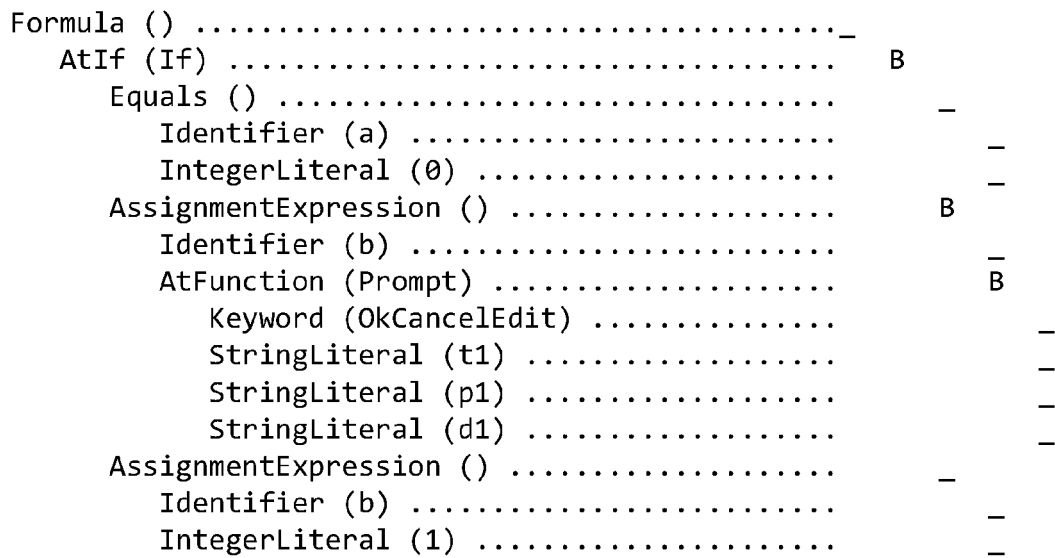 Formula () ......................................._
   AtIf (If) .....................................   B
      Equals () ..................................      _
         Identifier (a) ..........................         _
         IntegerLiteral (0) ......................         _
      AssignmentExpression () ....................      B
         Identifier (b) ..........................         _
         AtFunction (Prompt) .....................         B
            Keyword (OkCancelEdit) ...............            _
            StringLiteral (t1) ...................            _
            StringLiteral (p1) ...................            _
            StringLiteral (d1) ...................            _
      AssignmentExpression () ....................      _
         Identifier (b) ..........................         _
         IntegerLiteral (1) ......................         _